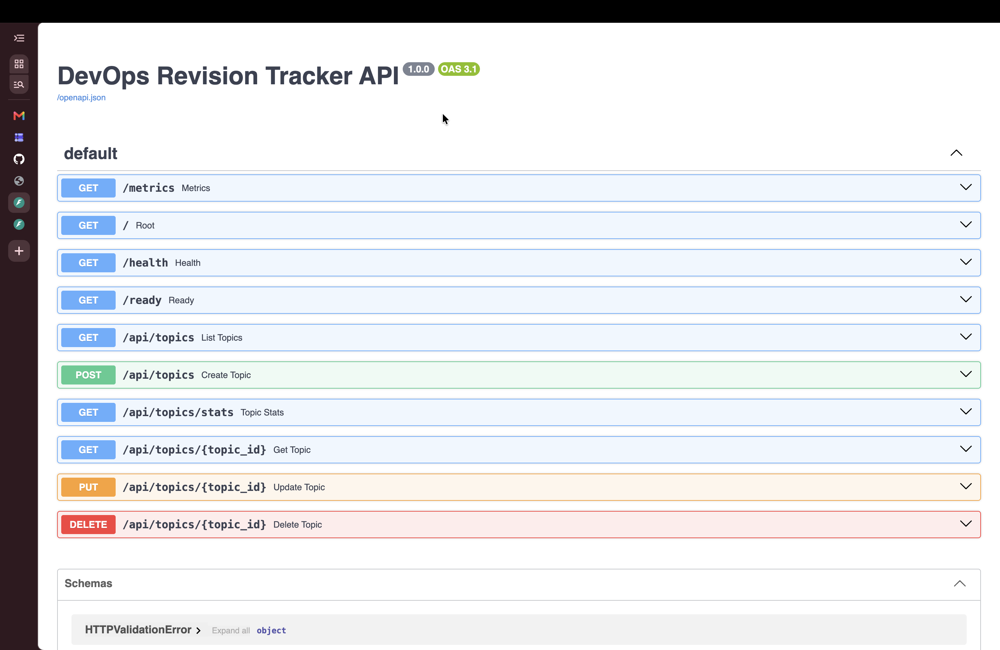 DevOps Revision Tracker API 1.0.0 OAS 3.1
/openapi.json
default
GET /metrics Metrics
GET / Root
GET /health Health
GET /ready Ready
GET /api/topics List Topics
POST /api/topics Create Topic
GET /api/topics/stats Topic Stats
GET /api/topics/{topic_id} Get Topic
PUT /api/topics/{topic_id} Update Topic
DELETE /api/topics/{topic_id} Delete Topic
Schemas
HTTPValidationError Expand all object